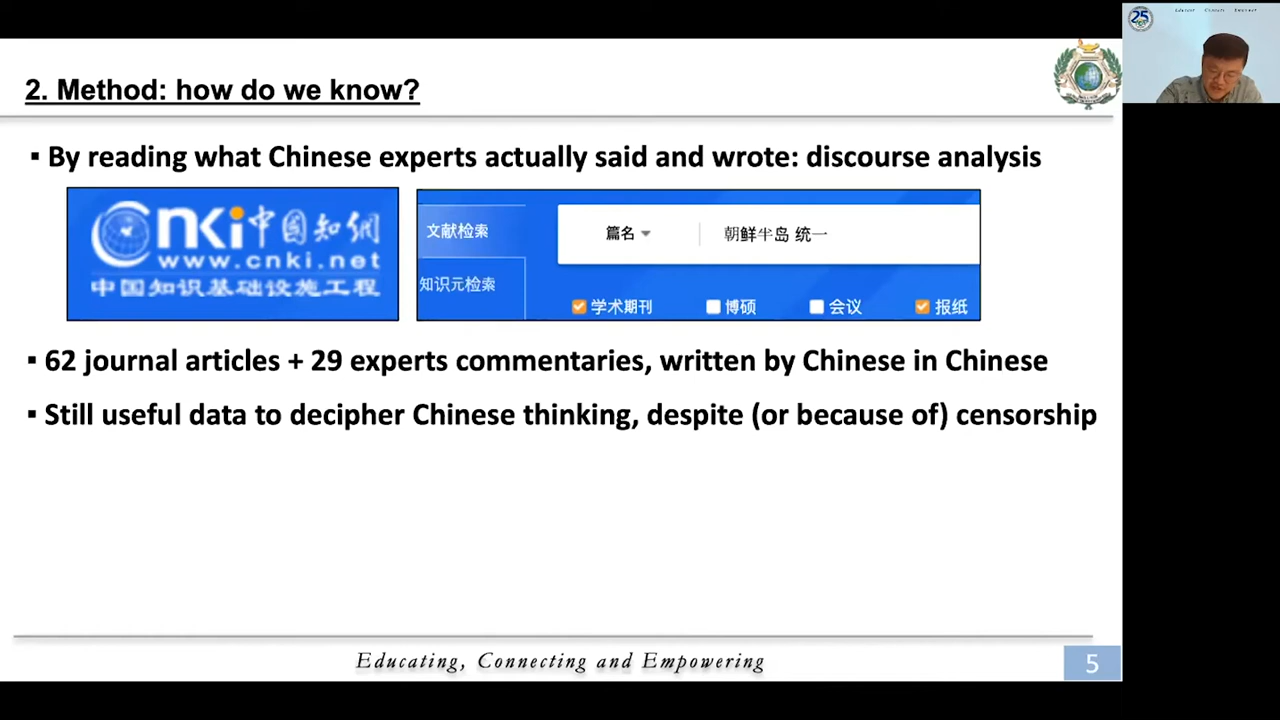 2. Method: how do we know?
25
▪ By reading what Chinese experts actually said and wrote: discourse analysis
cnki 中国知网
www.cnki.net
中国知识基础设施工程
文献检索
篇名
朝鲜半岛 统一
知识元检索
学术期刊 博硕 会议 报纸
▪ 62 journal articles + 29 experts commentaries, written by Chinese in Chinese
▪ Still useful data to decipher Chinese thinking, despite (or because of) censorship
Educating, Connecting and Empowering
5